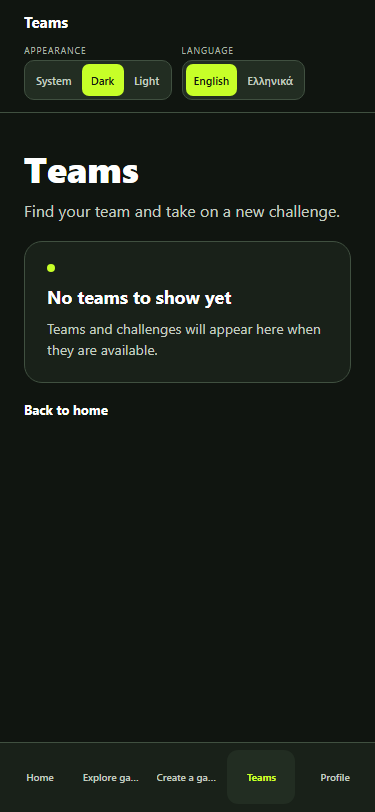 Teams
APPEARANCE
LANGUAGE
System Dark Light
English Ελληνικά
Teams
Find your team and take on a new challenge.
No teams to show yet
Teams and challenges will appear here when
they are available.
Back to home
Home Explore ga... Create a ga... Teams Profile